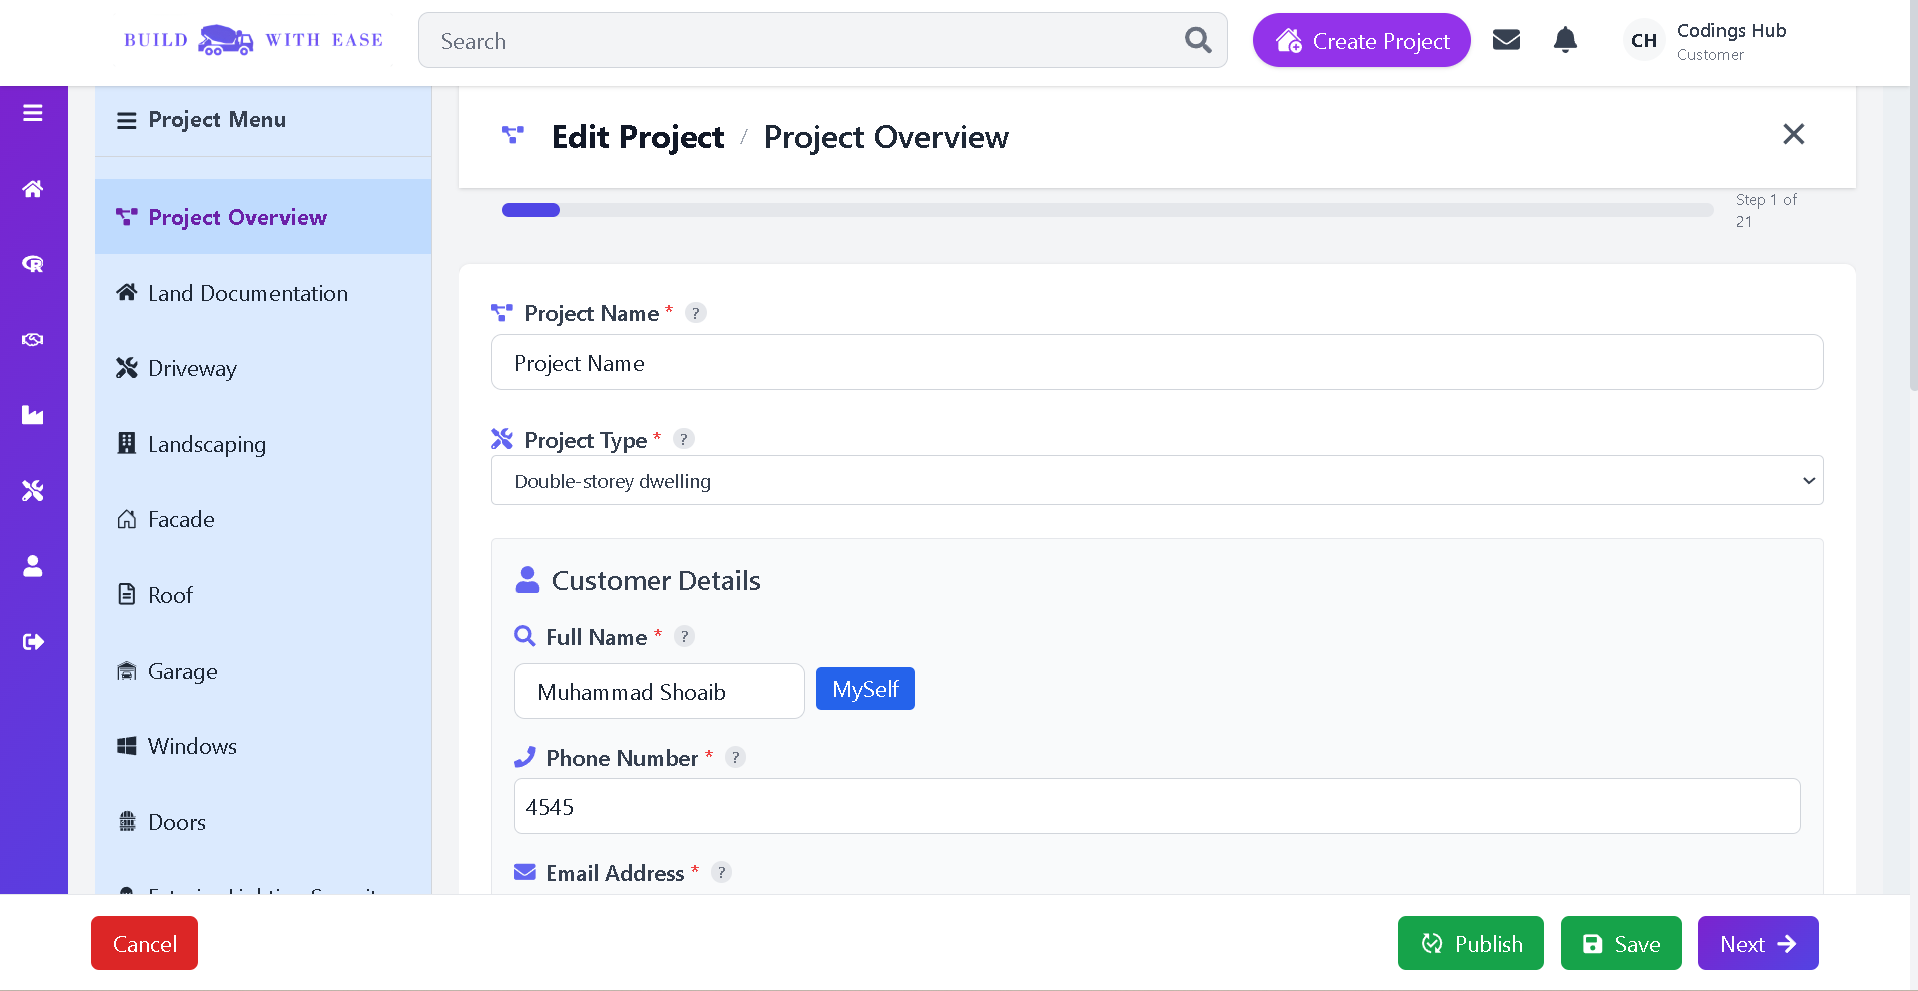 BUILD WITH EASE
Search
Create Project
CH
Codings Hub
Customer
Project Menu
Project Overview
Land Documentation
Driveway
Landscaping
Facade
Roof
Garage
Windows
Doors
Edit Project / Project Overview
Step 1 of
21
Project Name * ?
Project Name
Project Type * ?
Double-storey dwelling
Customer Details
Full Name * ?
Muhammad Shoaib
MySelf
Phone Number * ?
4545
Email Address * ?
Cancel
Publish
Save
Next